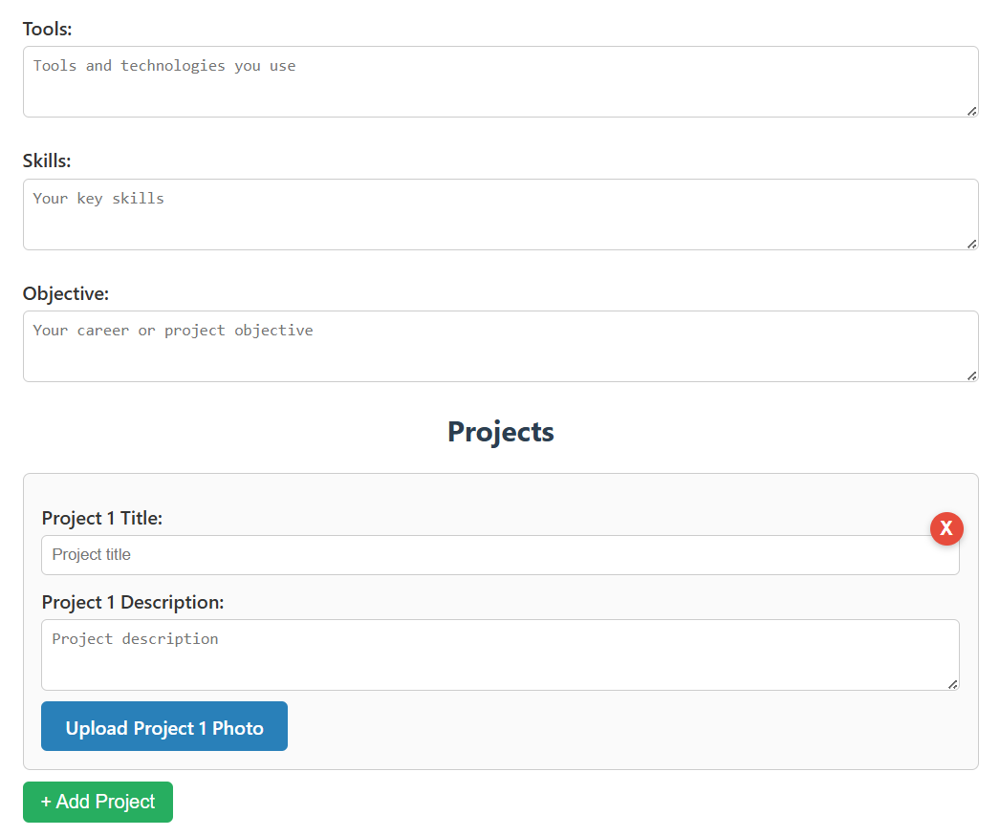 Tools:
Tools and technologies you use
Skills:
Your key skills
Objective:
Your career or project objective
Projects
Project 1 Title:
X
Project title
Project 1 Description:
Project description
Upload Project 1 Photo
+ Add Project